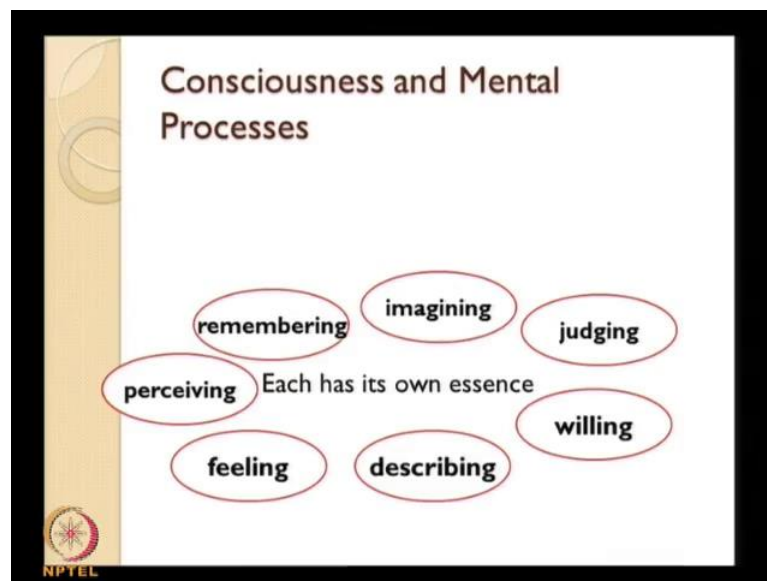 Consciousness and Mental
Processes
remembering
imagining
judging
perceiving
Each has its own essence
willing
feeling
describing
NPTEL